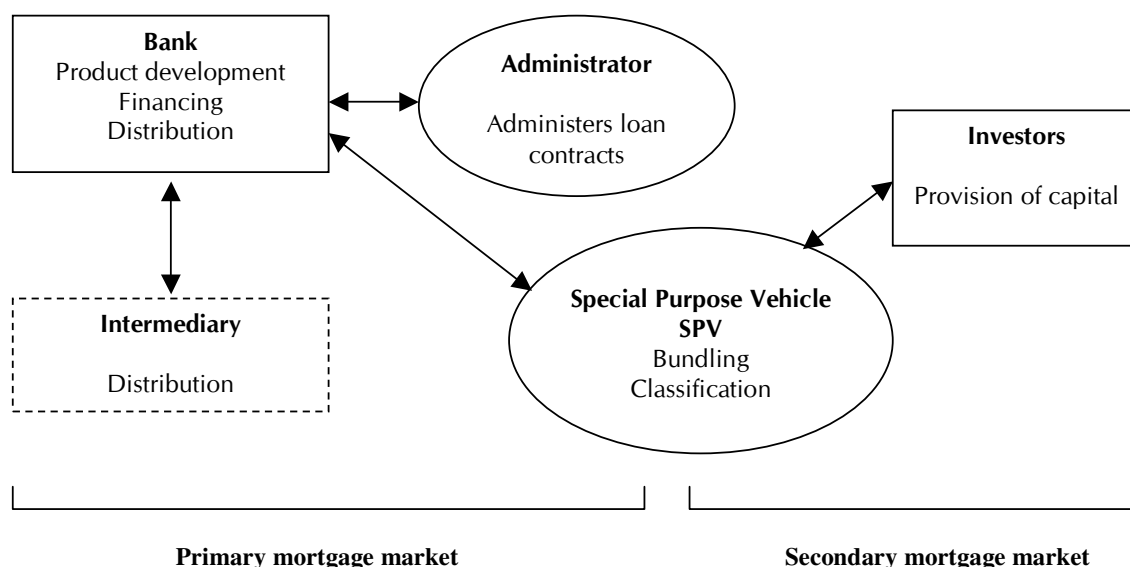 Bank
Product development
Financing
Distribution
Administrator
Administers loan
contracts
Investors
Provision of capital
Intermediary
Distribution
Special Purpose Vehicle
SPV
Bundling
Classification
Primary mortgage market
Secondary mortgage market